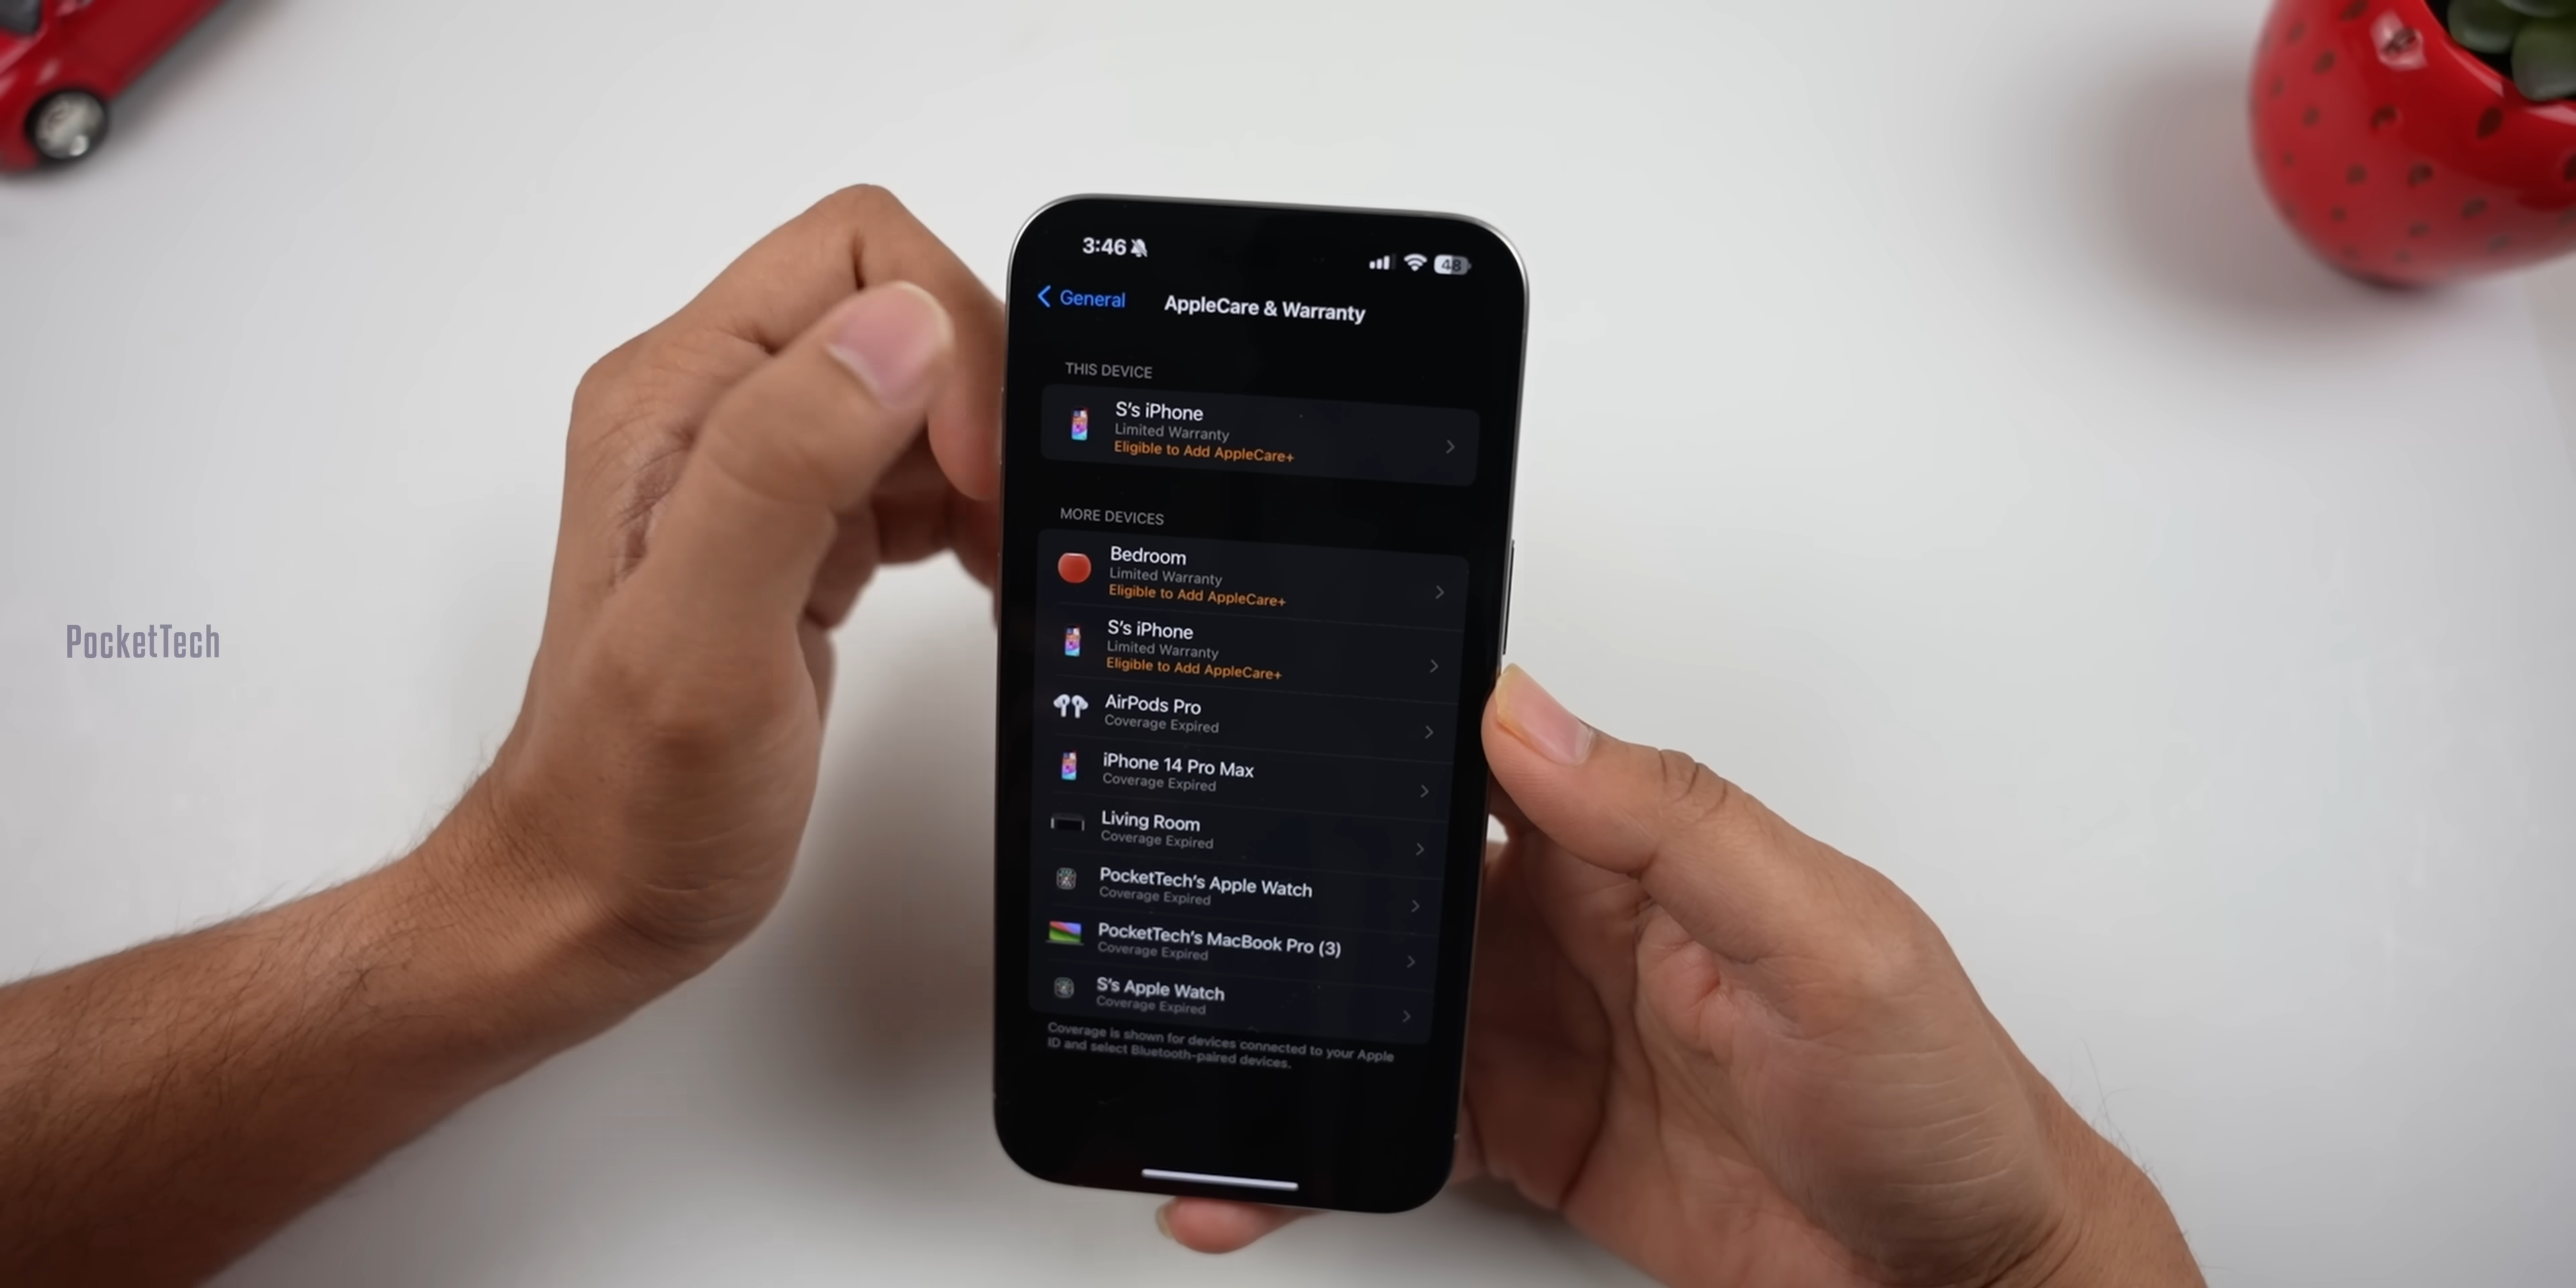 3:46
48
General
AppleCare & Warranty
THIS DEVICE
S’s iPhone
Limited Warranty
Eligible to Add AppleCare+
MORE DEVICES
Bedroom
Limited Warranty
Eligible to Add AppleCare+
S’s iPhone
Limited Warranty
Eligible to Add AppleCare+
AirPods Pro
Coverage Expired
iPhone 14 Pro Max
Coverage Expired
Living Room
Coverage Expired
PocketTech’s Apple Watch
Coverage Expired
PocketTech’s MacBook Pro (3)
Coverage Expired
S’s Apple Watch
Coverage Expired
Coverage is shown for devices connected to your Apple
ID and select Bluetooth-paired devices.
PocketTech